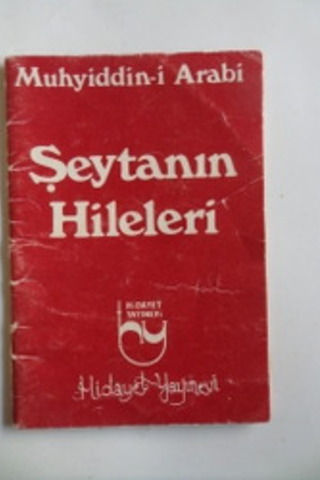 Muhyiddin-i Arabi
Şeytanın
Hileleri
HİDAYET
YAYINEVİ
hy
Hidayet Yayınevi